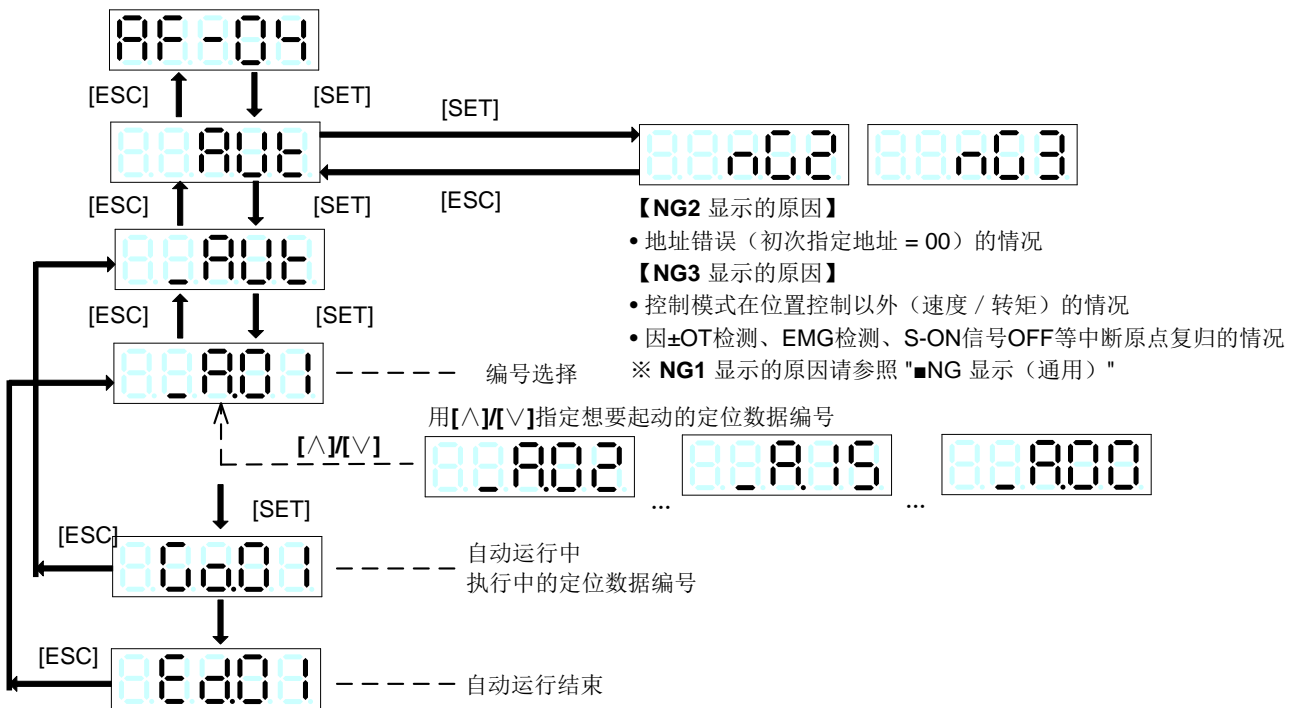 AF-04
[ESC]
[SET]
[SET]
AUt
nG2
nG3
[ESC]
[SET]
[ESC]
【NG2 显示的原因】
• 地址错误（初次指定地址 = 00）的情况
_AUt
【NG3 显示的原因】
• 控制模式在位置控制以外（速度 / 转矩）的情况
[ESC]
[SET]
• 因±OT检测、EMG检测、S-ON信号OFF等中断原点复归的情况
_A.01
编号选择
※ NG1 显示的原因请参照 "■NG 显示（通用）"
用[∧]/[∨]指定想要起动的定位数据编号
[∧]/[∨]
_A.02
...
_A.15
...
_A.00
[SET]
[ESC]
Go.01
自动运行中
执行中的定位数据编号
[ESC]
Ed.01
自动运行结束